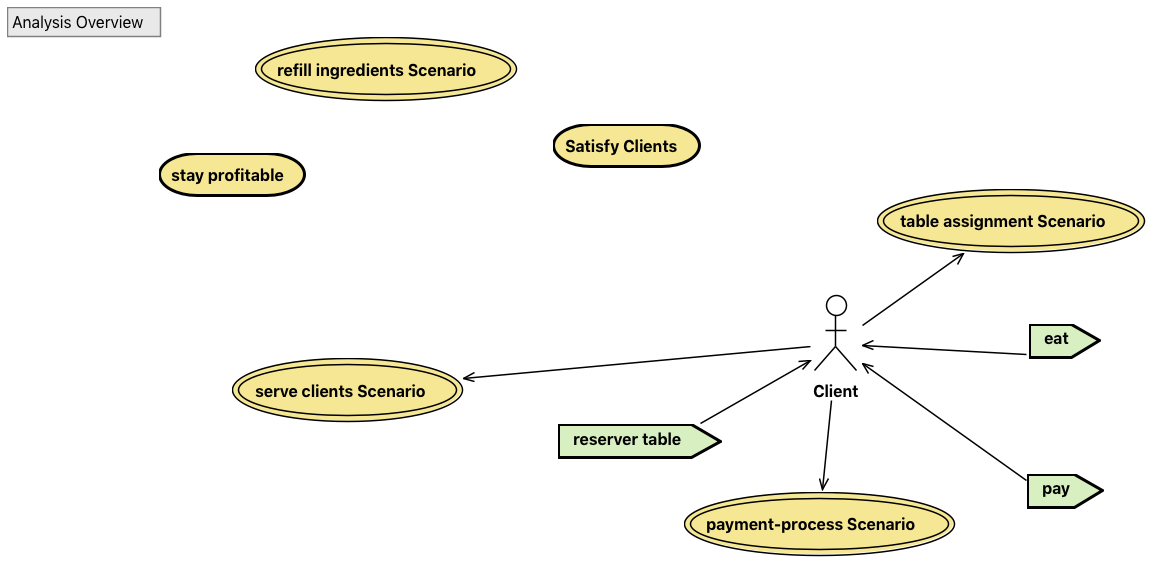 Analysis Overview
refill ingredients Scenario
Satisfy Clients
stay profitable
table assignment Scenario
eat
serve clients Scenario
Client
reserver table
pay
payment-process Scenario